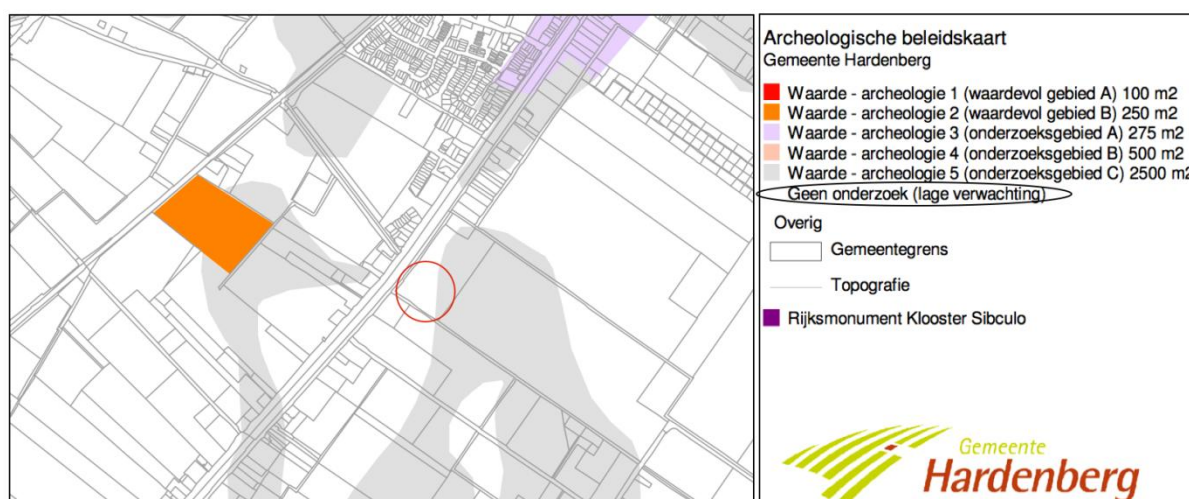 Archeologische beleidskaart
Gemeente Hardenberg
Waarde - archeologie 1 (waardevol gebied A) 100 m2
Waarde - archeologie 2 (waardevol gebied B) 250 m2
Waarde - archeologie 3 (onderzoeksgebied A) 275 m2
Waarde - archeologie 4 (onderzoeksgebied B) 500 m2
Waarde - archeologie 5 (onderzoeksgebied C) 2500 m2
Geen onderzoek (lage verwachting)
Overig
Gemeentegrens
Topografie
Rijksmonument Klooster Sibculo
Gemeente
Hardenberg